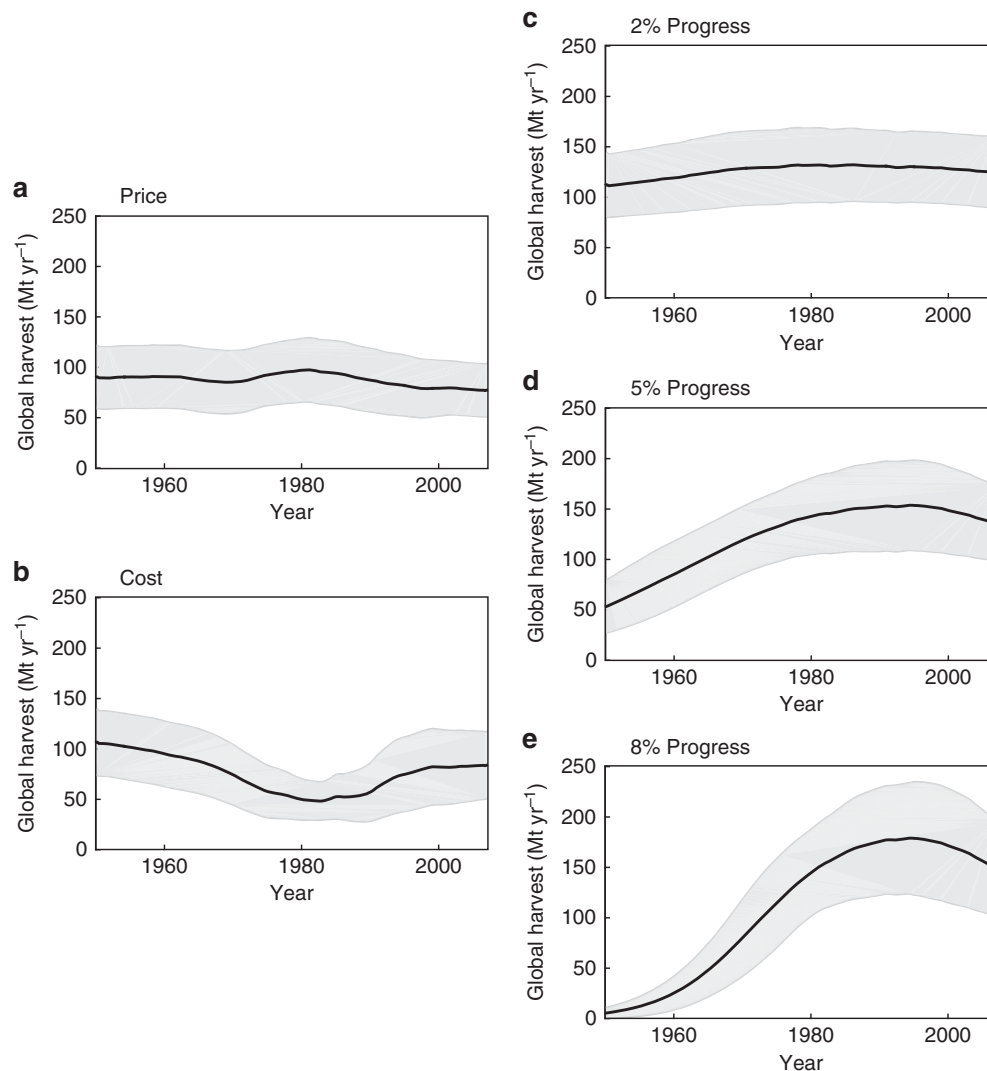 a
Price
250
200
150
100
50
0
Global harvest (Mt yr⁻¹)
1960 1980 2000
Year
b
Cost
250
200
150
100
50
0
Global harvest (Mt yr⁻¹)
1960 1980 2000
Year
c
2% Progress
250
200
150
100
50
0
Global harvest (Mt yr⁻¹)
1960 1980 2000
Year
d
5% Progress
250
200
150
100
50
0
Global harvest (Mt yr⁻¹)
1960 1980 2000
Year
e
8% Progress
250
200
150
100
50
0
Global harvest (Mt yr⁻¹)
1960 1980 2000
Year